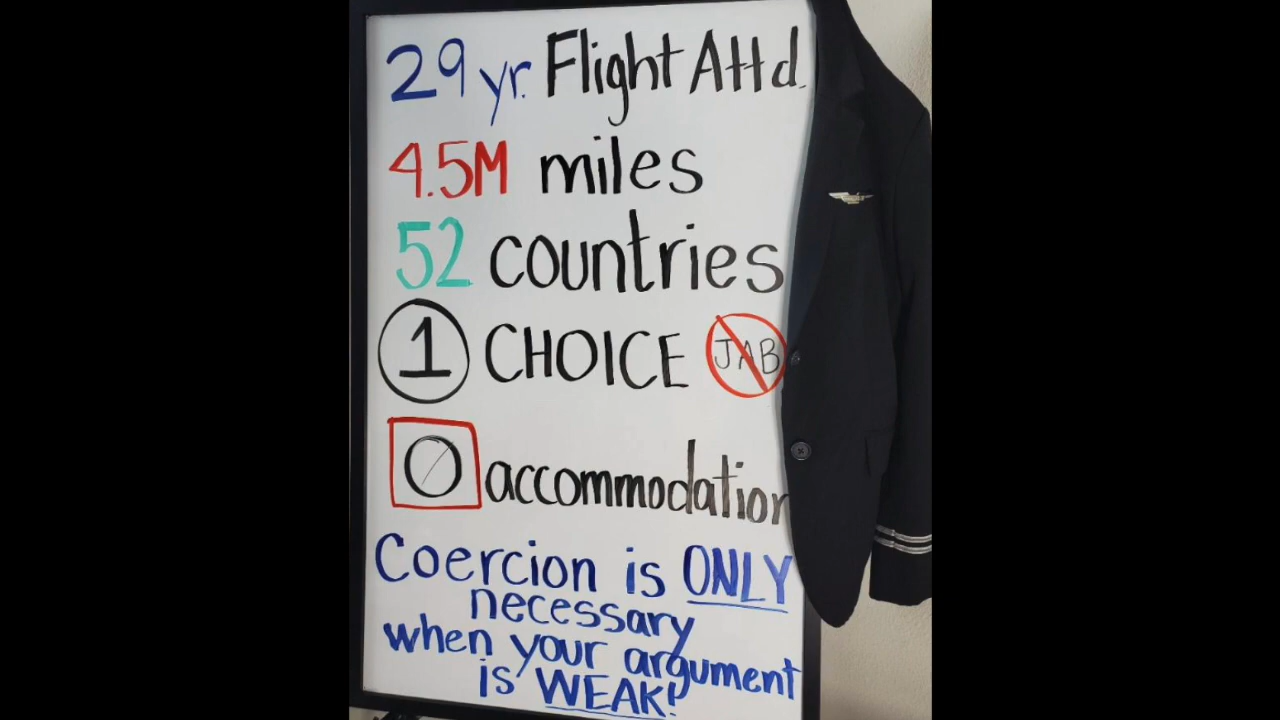 29 yr. Flight Attd.
4.5M miles
52 countries
1 CHOICE JAB
0 accommodation
Coercion is ONLY
necessary
when your argument
is WEAK!